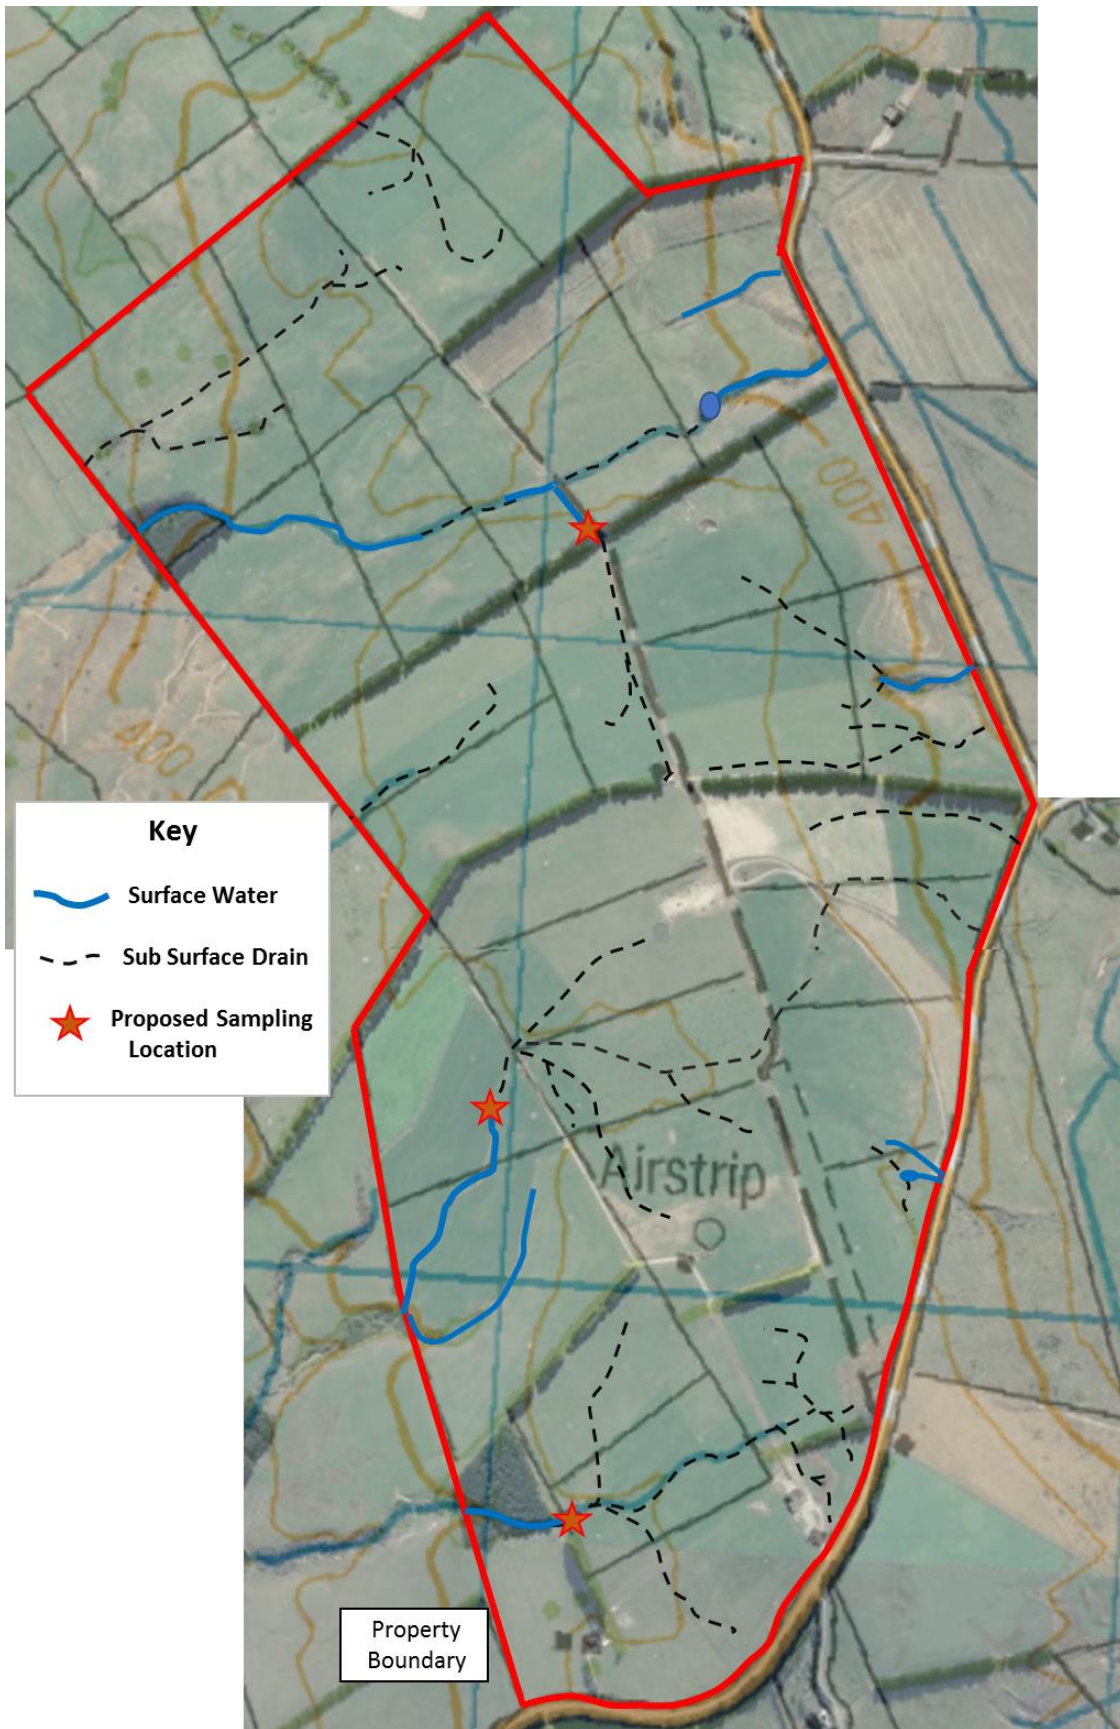 400
400
Key
Surface Water
Sub Surface Drain
Proposed Sampling
Location
Airstrip
Property
Boundary